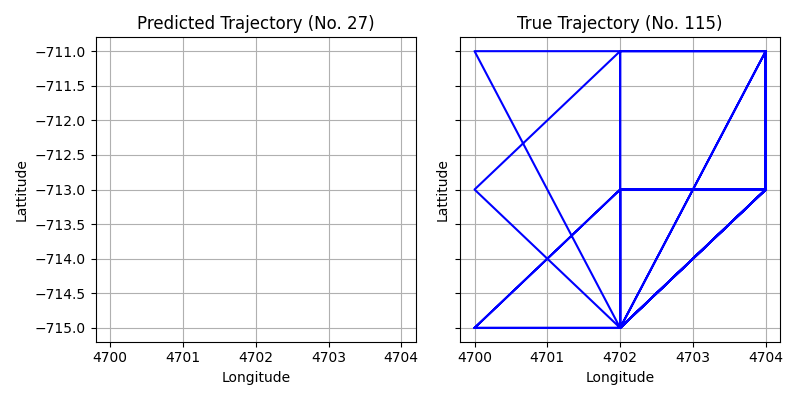 Predicted Trajectory (No. 27)
True Trajectory (No. 115)
Lattitude
−711.0
−711.5
−712.0
−712.5
−713.0
−713.5
−714.0
−714.5
−715.0
4700 4701 4702 4703 4704
Longitude
Lattitude
4700 4701 4702 4703 4704
Longitude